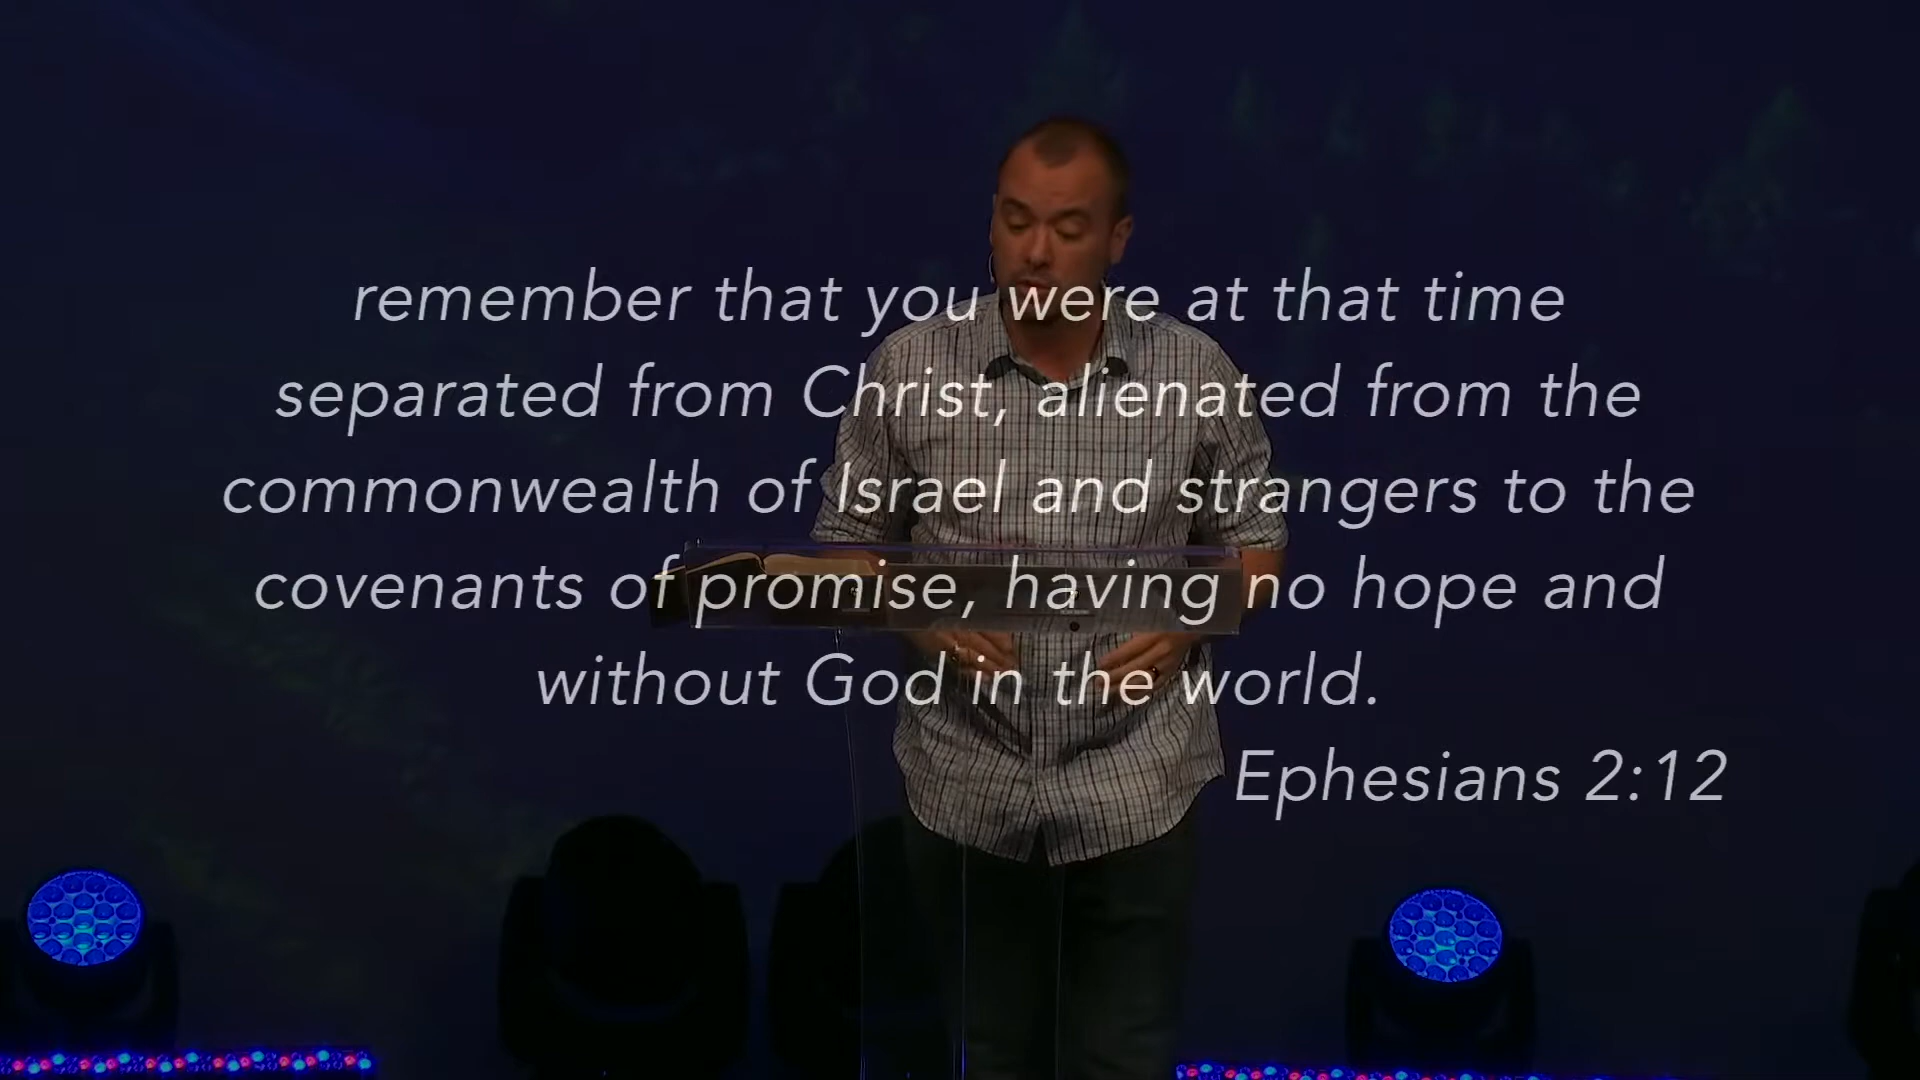 remember that you were at that time
separated from Christ, alienated from the
commonwealth of Israel and strangers to the
covenants of promise, having no hope and
without God in the world.
Ephesians 2:12